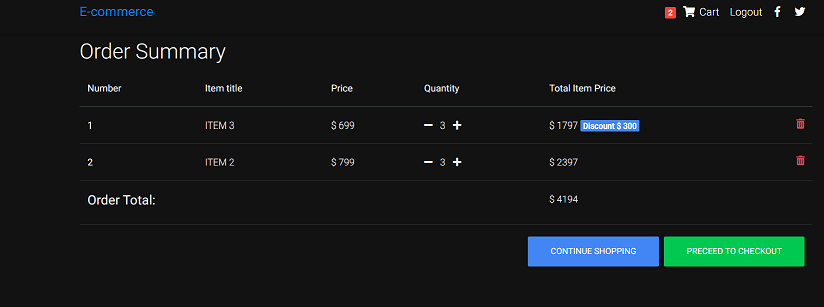 E-commerce 2 Cart Logout
Order Summary
Number Item title Price Quantity Total Item Price
1 ITEM 3 $ 699 3 $ 1797 Discount $ 300
2 ITEM 2 $ 799 3 $ 2397
Order Total: $ 4194
CONTINUE SHOPPING PRECEED TO CHECKOUT